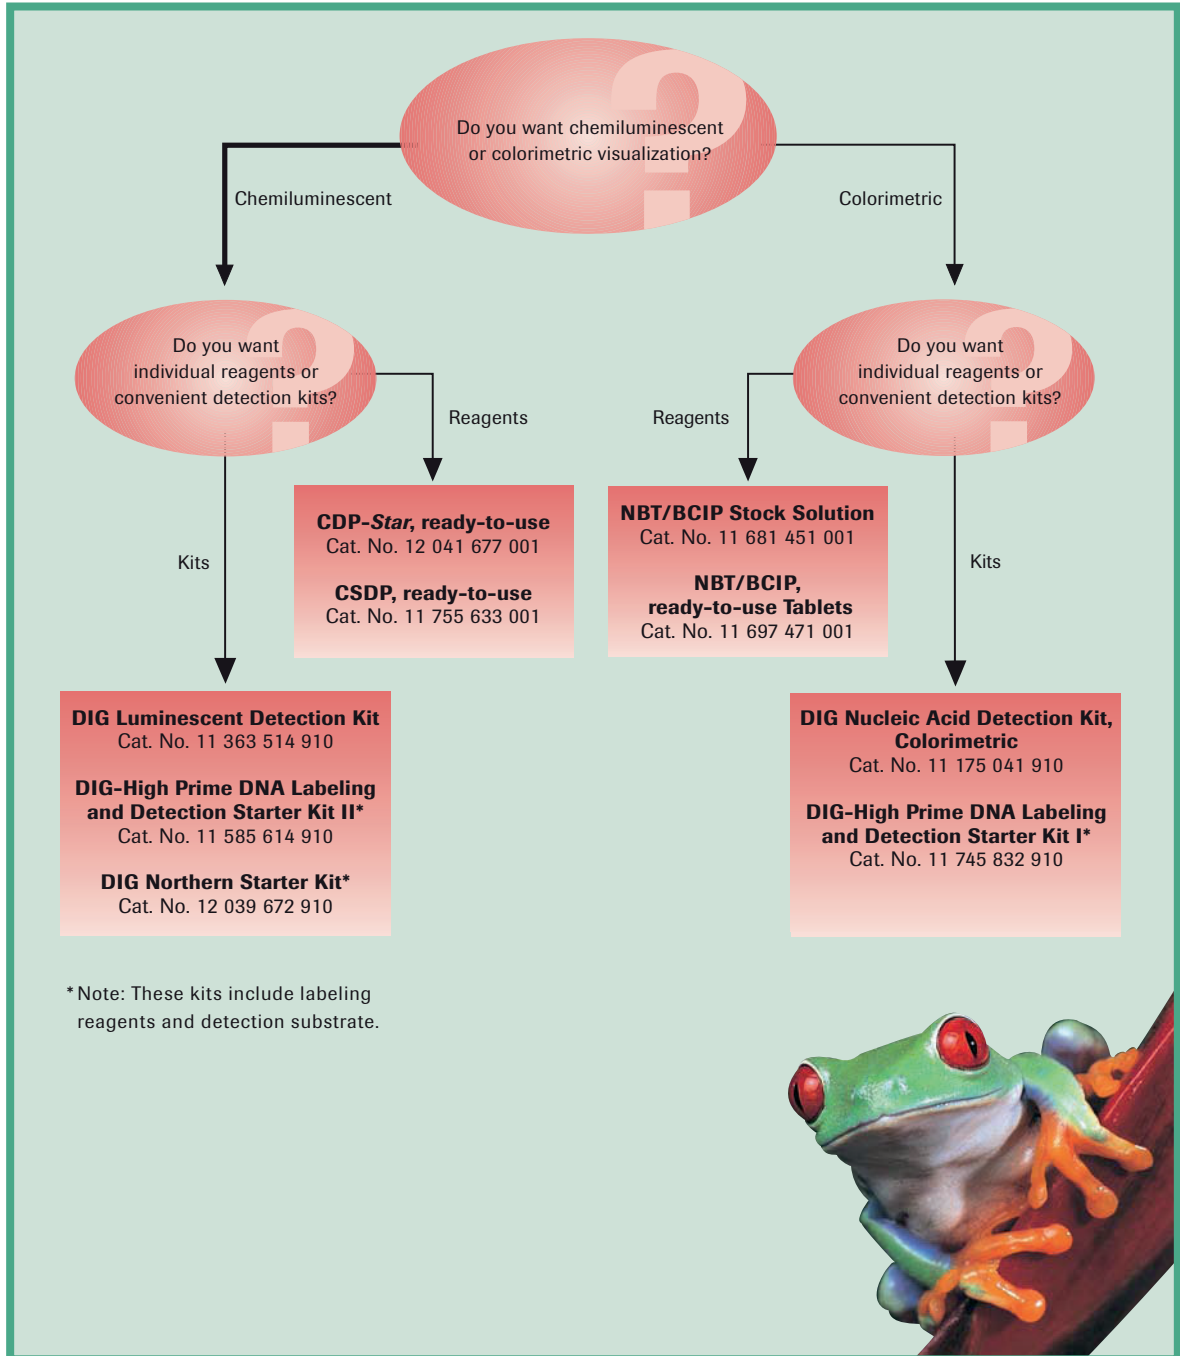 Do you want chemiluminescent
or colorimetric visualization?
Chemiluminescent
Colorimetric
Do you want
individual reagents or
convenient detection kits?
Do you want
individual reagents or
convenient detection kits?
Reagents
Reagents
CDP-Star, ready-to-use
Cat. No. 12 041 677 001
CSDP, ready-to-use
Cat. No. 11 755 633 001
NBT/BCIP Stock Solution
Cat. No. 11 681 451 001
NBT/BCIP,
ready-to-use Tablets
Cat. No. 11 697 471 001
Kits
Kits
DIG Luminescent Detection Kit
Cat. No. 11 363 514 910
DIG-High Prime DNA Labeling
and Detection Starter Kit II*
Cat. No. 11 585 614 910
DIG Northern Starter Kit*
Cat. No. 12 039 672 910
DIG Nucleic Acid Detection Kit,
Colorimetric
Cat. No. 11 175 041 910
DIG-High Prime DNA Labeling
and Detection Starter Kit I*
Cat. No. 11 745 832 910
* Note: These kits include labeling
reagents and detection substrate.
?
?
?